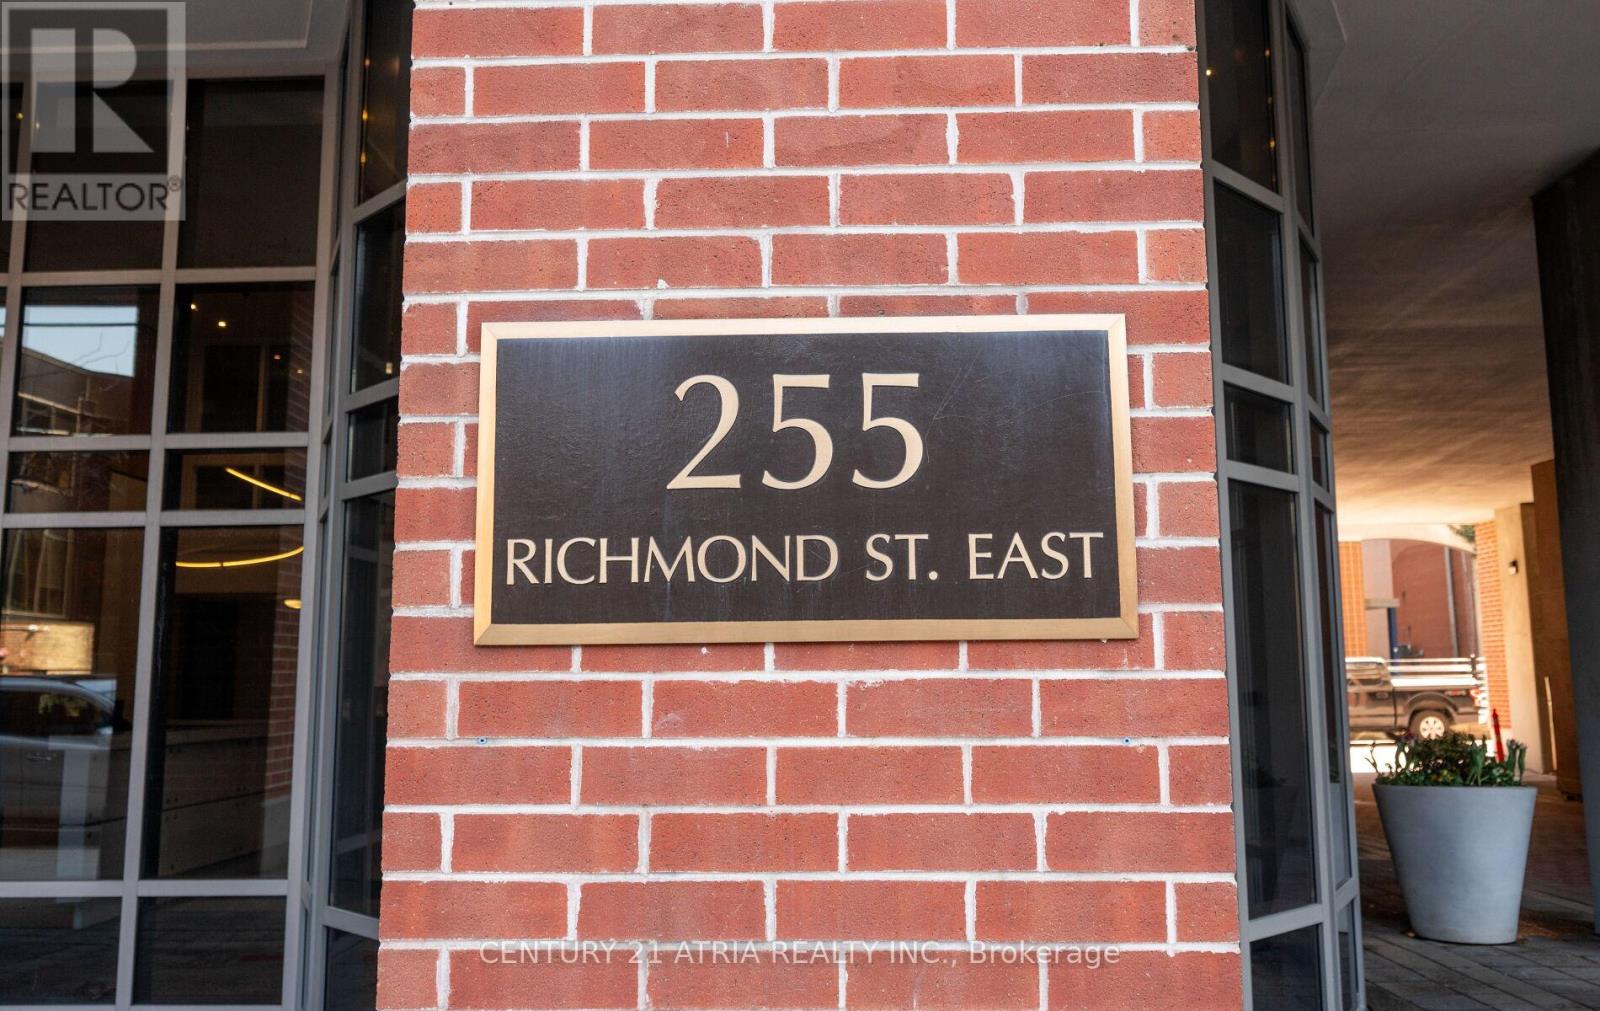 R
REALTOR®
255
RICHMOND ST. EAST
CENTURY 21 ATRIA REALTY INC., Brokerage